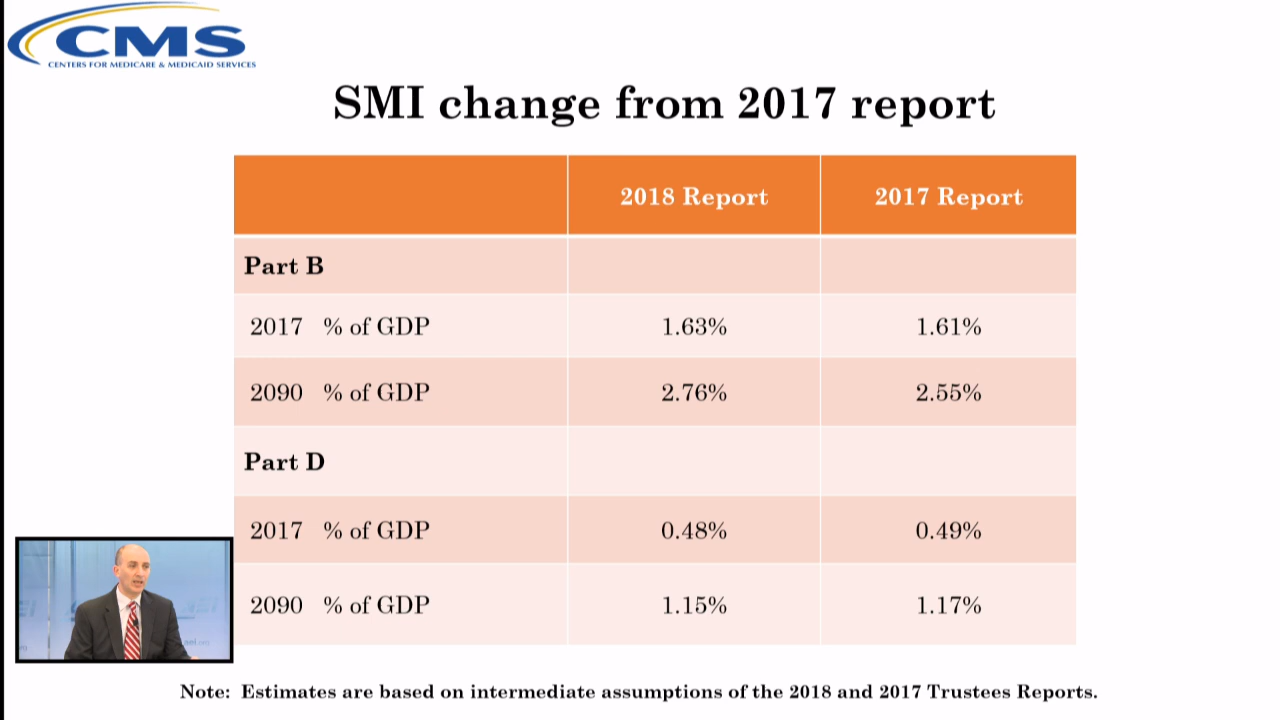 CMS
CENTERS FOR MEDICARE & MEDICAID SERVICES
SMI change from 2017 report
2018 Report 2017 Report
Part B
2017 % of GDP 1.63% 1.61%
2090 % of GDP 2.76% 2.55%
Part D
2017 % of GDP 0.48% 0.49%
2090 % of GDP 1.15% 1.17%
AEI
aei.org
Note: Estimates are based on intermediate assumptions of the 2018 and 2017 Trustees Reports.